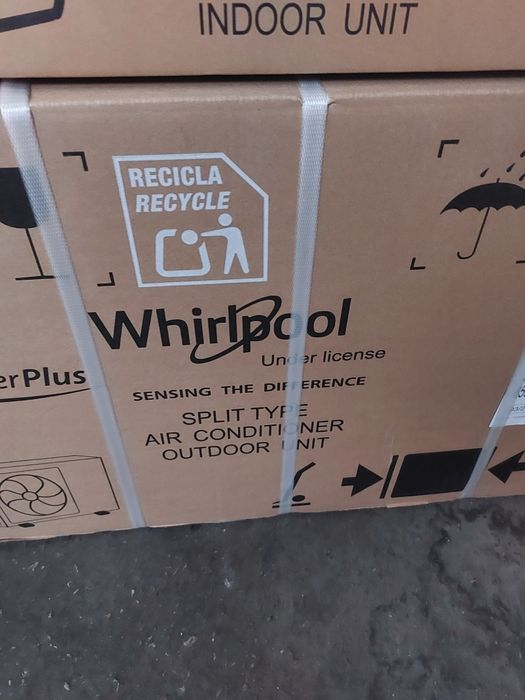 INDOOR UNIT
RECICLA
RECYCLE
Whirlpool
Under license
erPlus
SENSING THE DIFFERENCE
SPLIT TYPE
AIR CONDITIONER
OUTDOOR UNIT